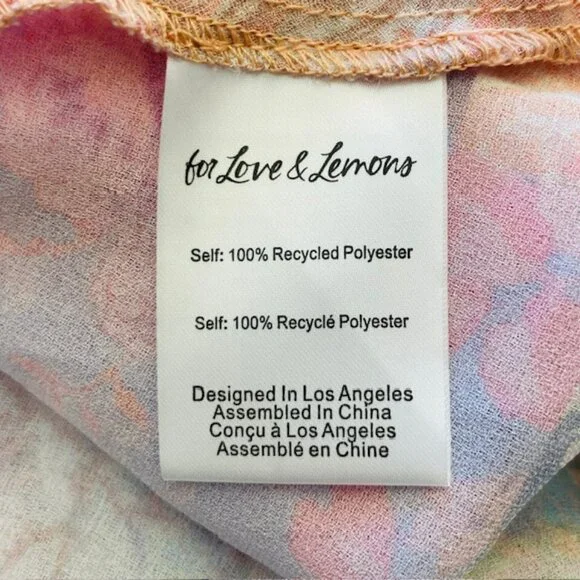 for Love & Lemons
Self: 100% Recycled Polyester
Self: 100% Recyclé Polyester
Designed In Los Angeles
Assembled In China
Conçu à Los Angeles
Assemblé en Chine